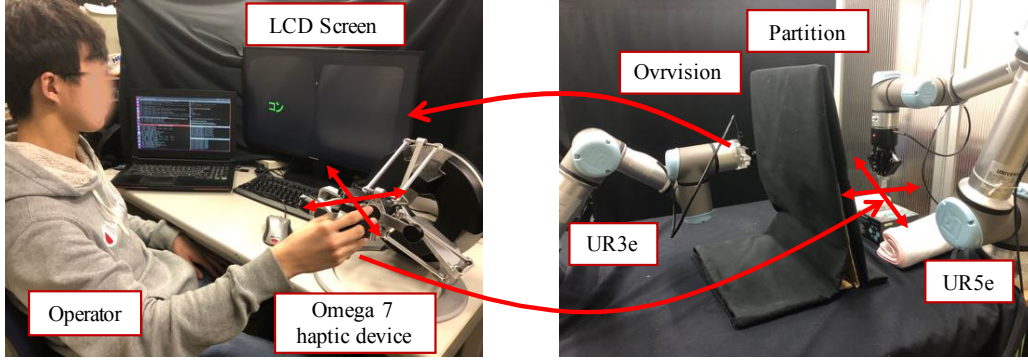 LCD Screen
コン
Operator
Omega 7
haptic device
Partition
Ovrvision
UR3e
UR5e